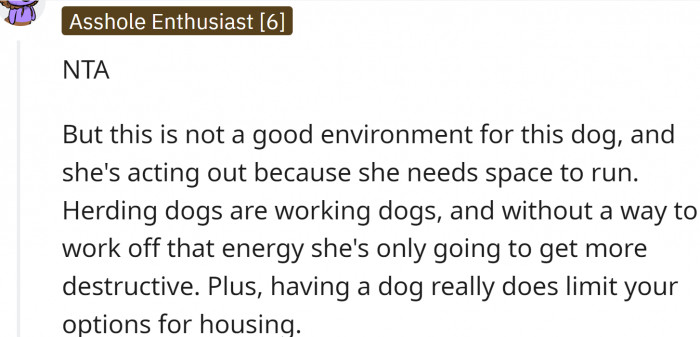 Asshole Enthusiast [6]
NTA
But this is not a good environment for this dog, and
she's acting out because she needs space to run.
Herding dogs are working dogs, and without a way to
work off that energy she's only going to get more
destructive. Plus, having a dog really does limit your
options for housing.